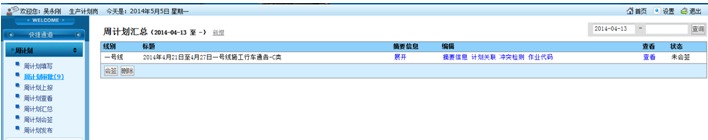 欢迎您：吴永刚 生产计划岗 今天是：2014年5月5日 星期一 首页 设置 退出
WELCOME
快捷通道
周计划
周计划填写
周计划审批(9)
周计划上报
周计划查看
周计划汇总
周计划会签
周计划发布
周计划汇总 (2014-04-13 至 -)
2014-04-13 - 查询
线别 标题 摘要信息 编辑 查看 状态
一号线 2014年4月21日至4月27日一号线施工行车通告-C类 展开 摘要信息 计划关联 冲突检测 作业代码 查看 未会签
会签 删除